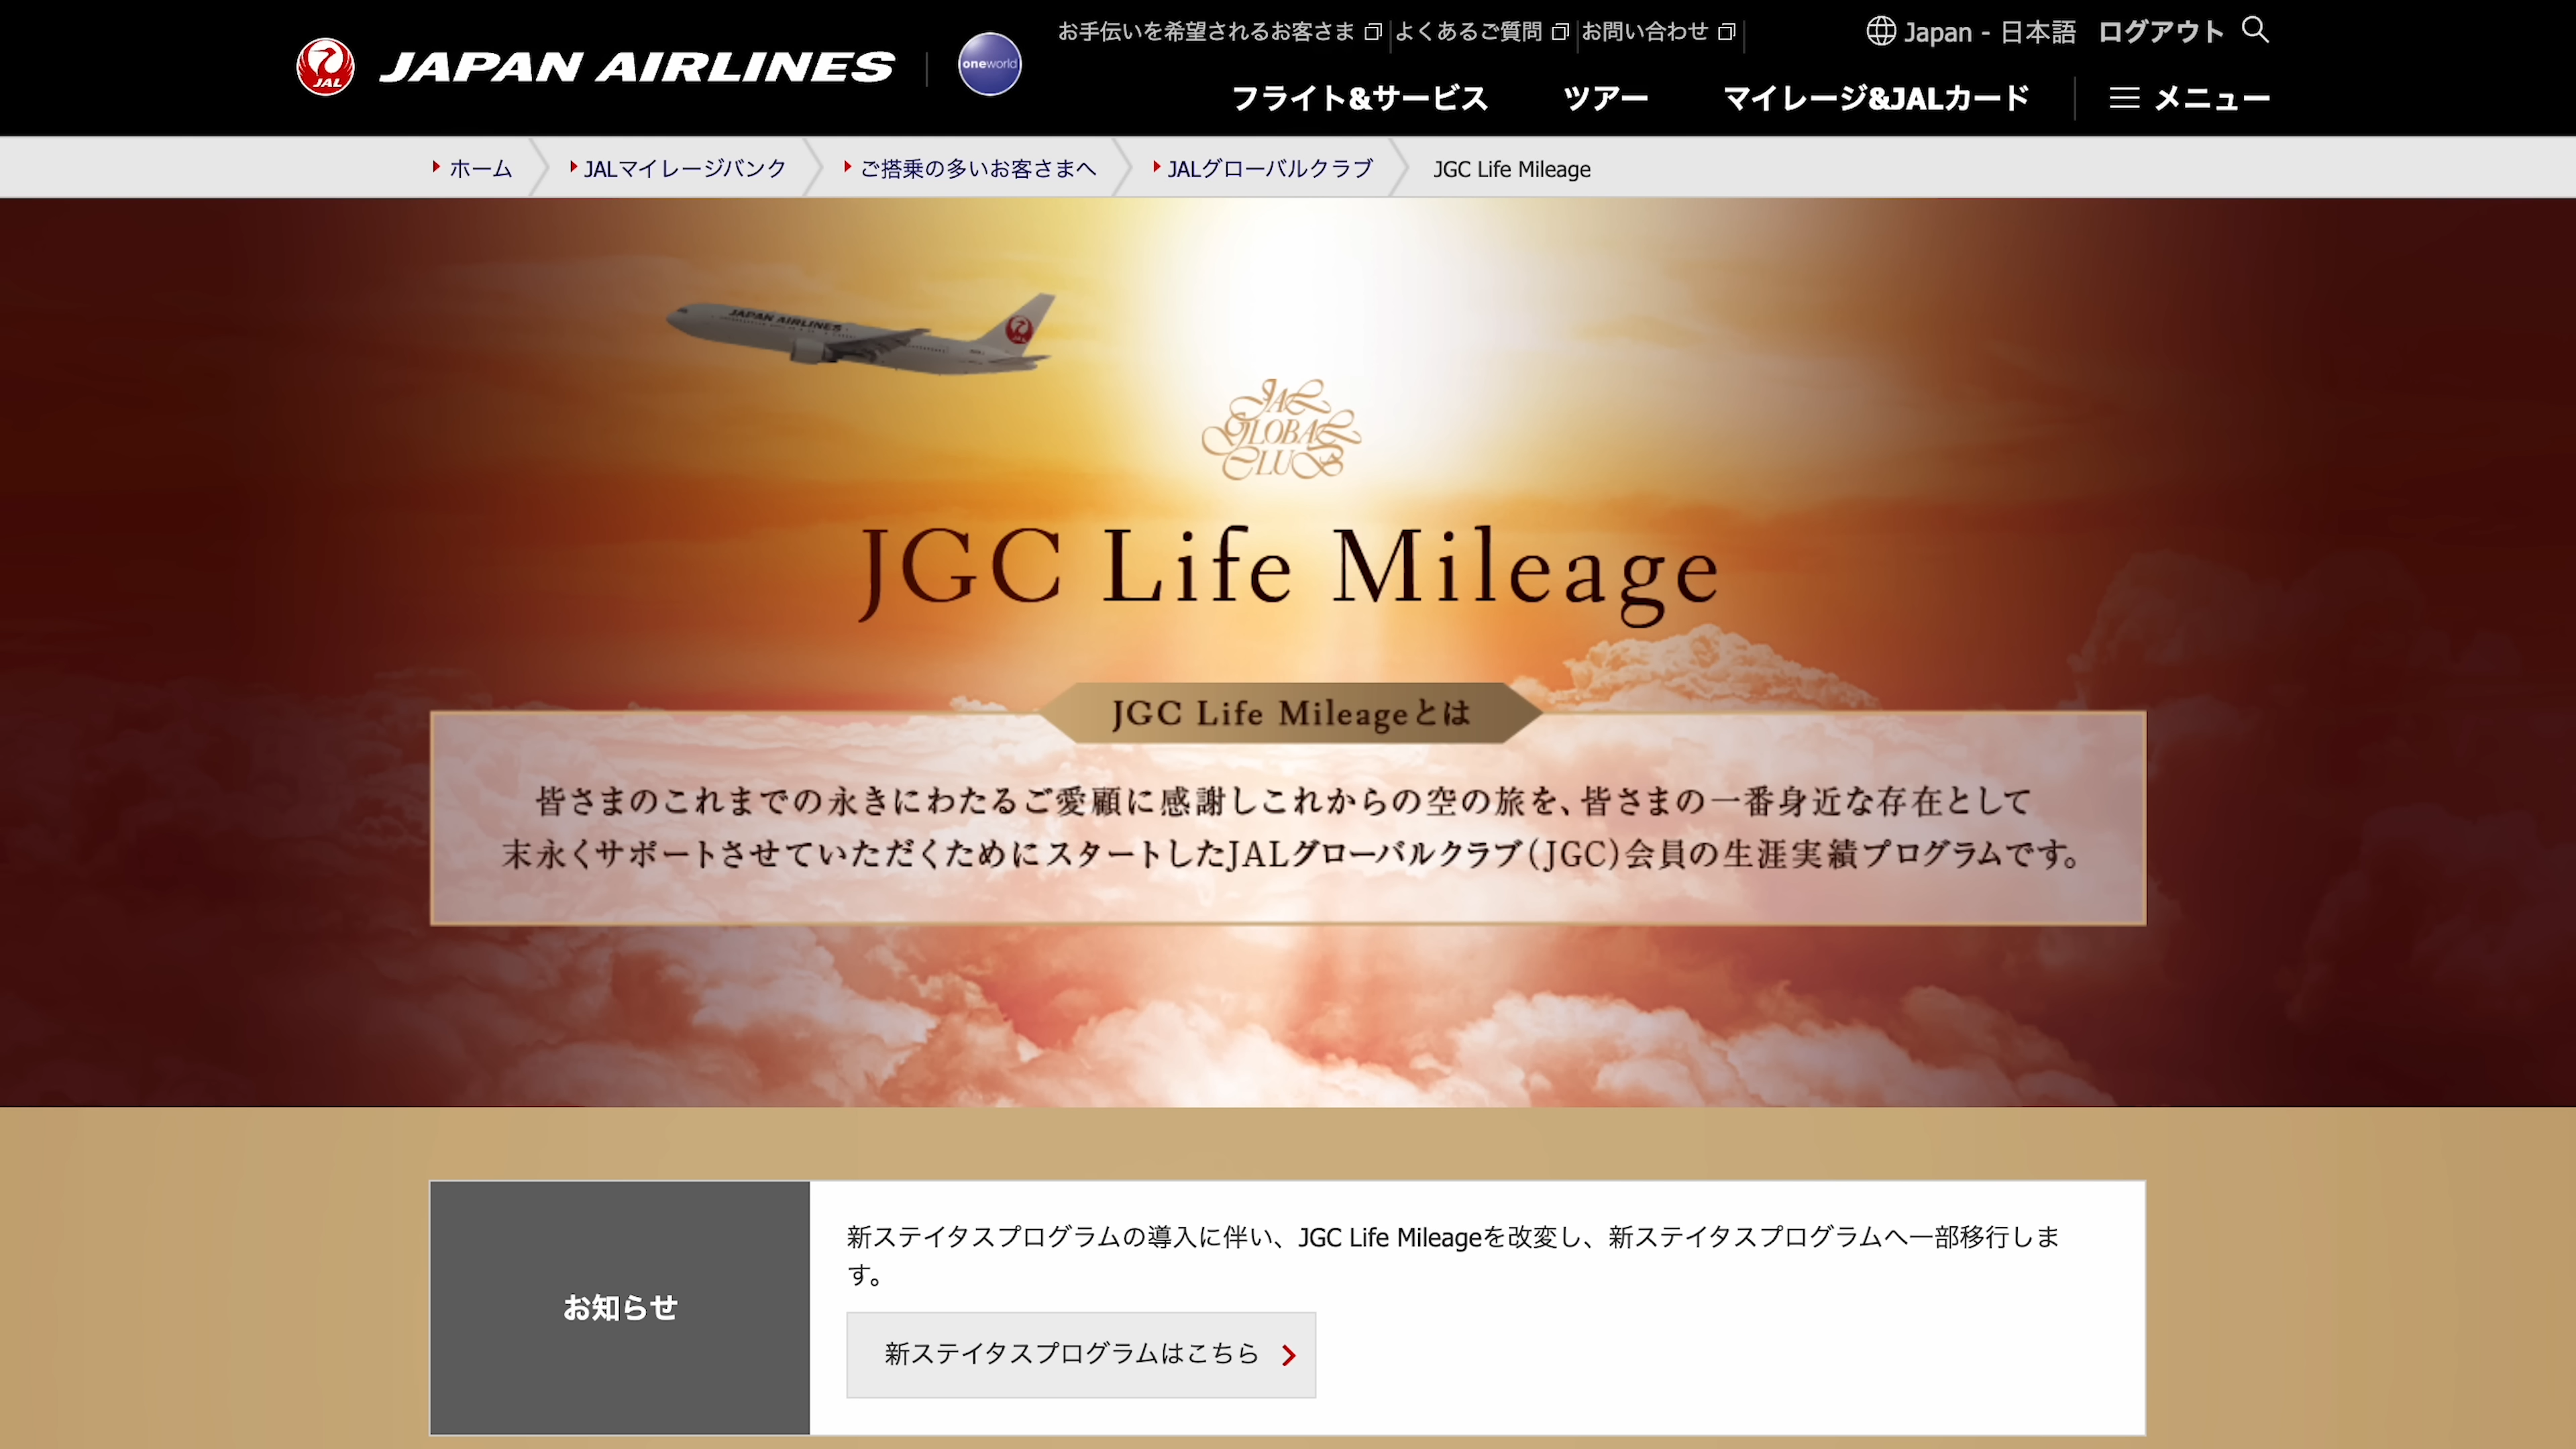 お手伝いを希望されるお客さま よくあるご質問 お問い合わせ Japan - 日本語 ログアウト
JAL JAPAN AIRLINES oneworld
フライト&サービス ツアー マイレージ&JALカード メニュー
ホーム JALマイレージバンク ご搭乗の多いお客さまへ JALグローバルクラブ JGC Life Mileage
JAPAN AIRLINES JAL
JAL
GLOBAL
CLUB
JGC Life Mileage
JGC Life Mileageとは
皆さまのこれまでの永きにわたるご愛顧に感謝しこれからの空の旅を、皆さまの一番身近な存在として
末永くサポートさせていただくためにスタートしたJALグローバルクラブ(JGC)会員の生涯実績プログラムです。
お知らせ
新ステイタスプログラムの導入に伴い、JGC Life Mileageを改変し、新ステイタスプログラムへ一部移行しま
す。
新ステイタスプログラムはこちら